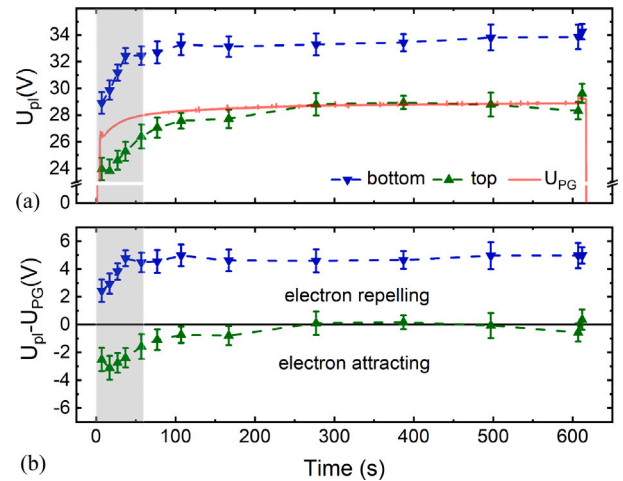 34
32
30
28
26
24
0
U_pl(V)
(a)
bottom top U_PG
6
4
2
0
-2
-4
-6
U_pl-U_PG(V)
electron repelling
electron attracting
0 100 200 300 400 500 600
(b)
Time (s)